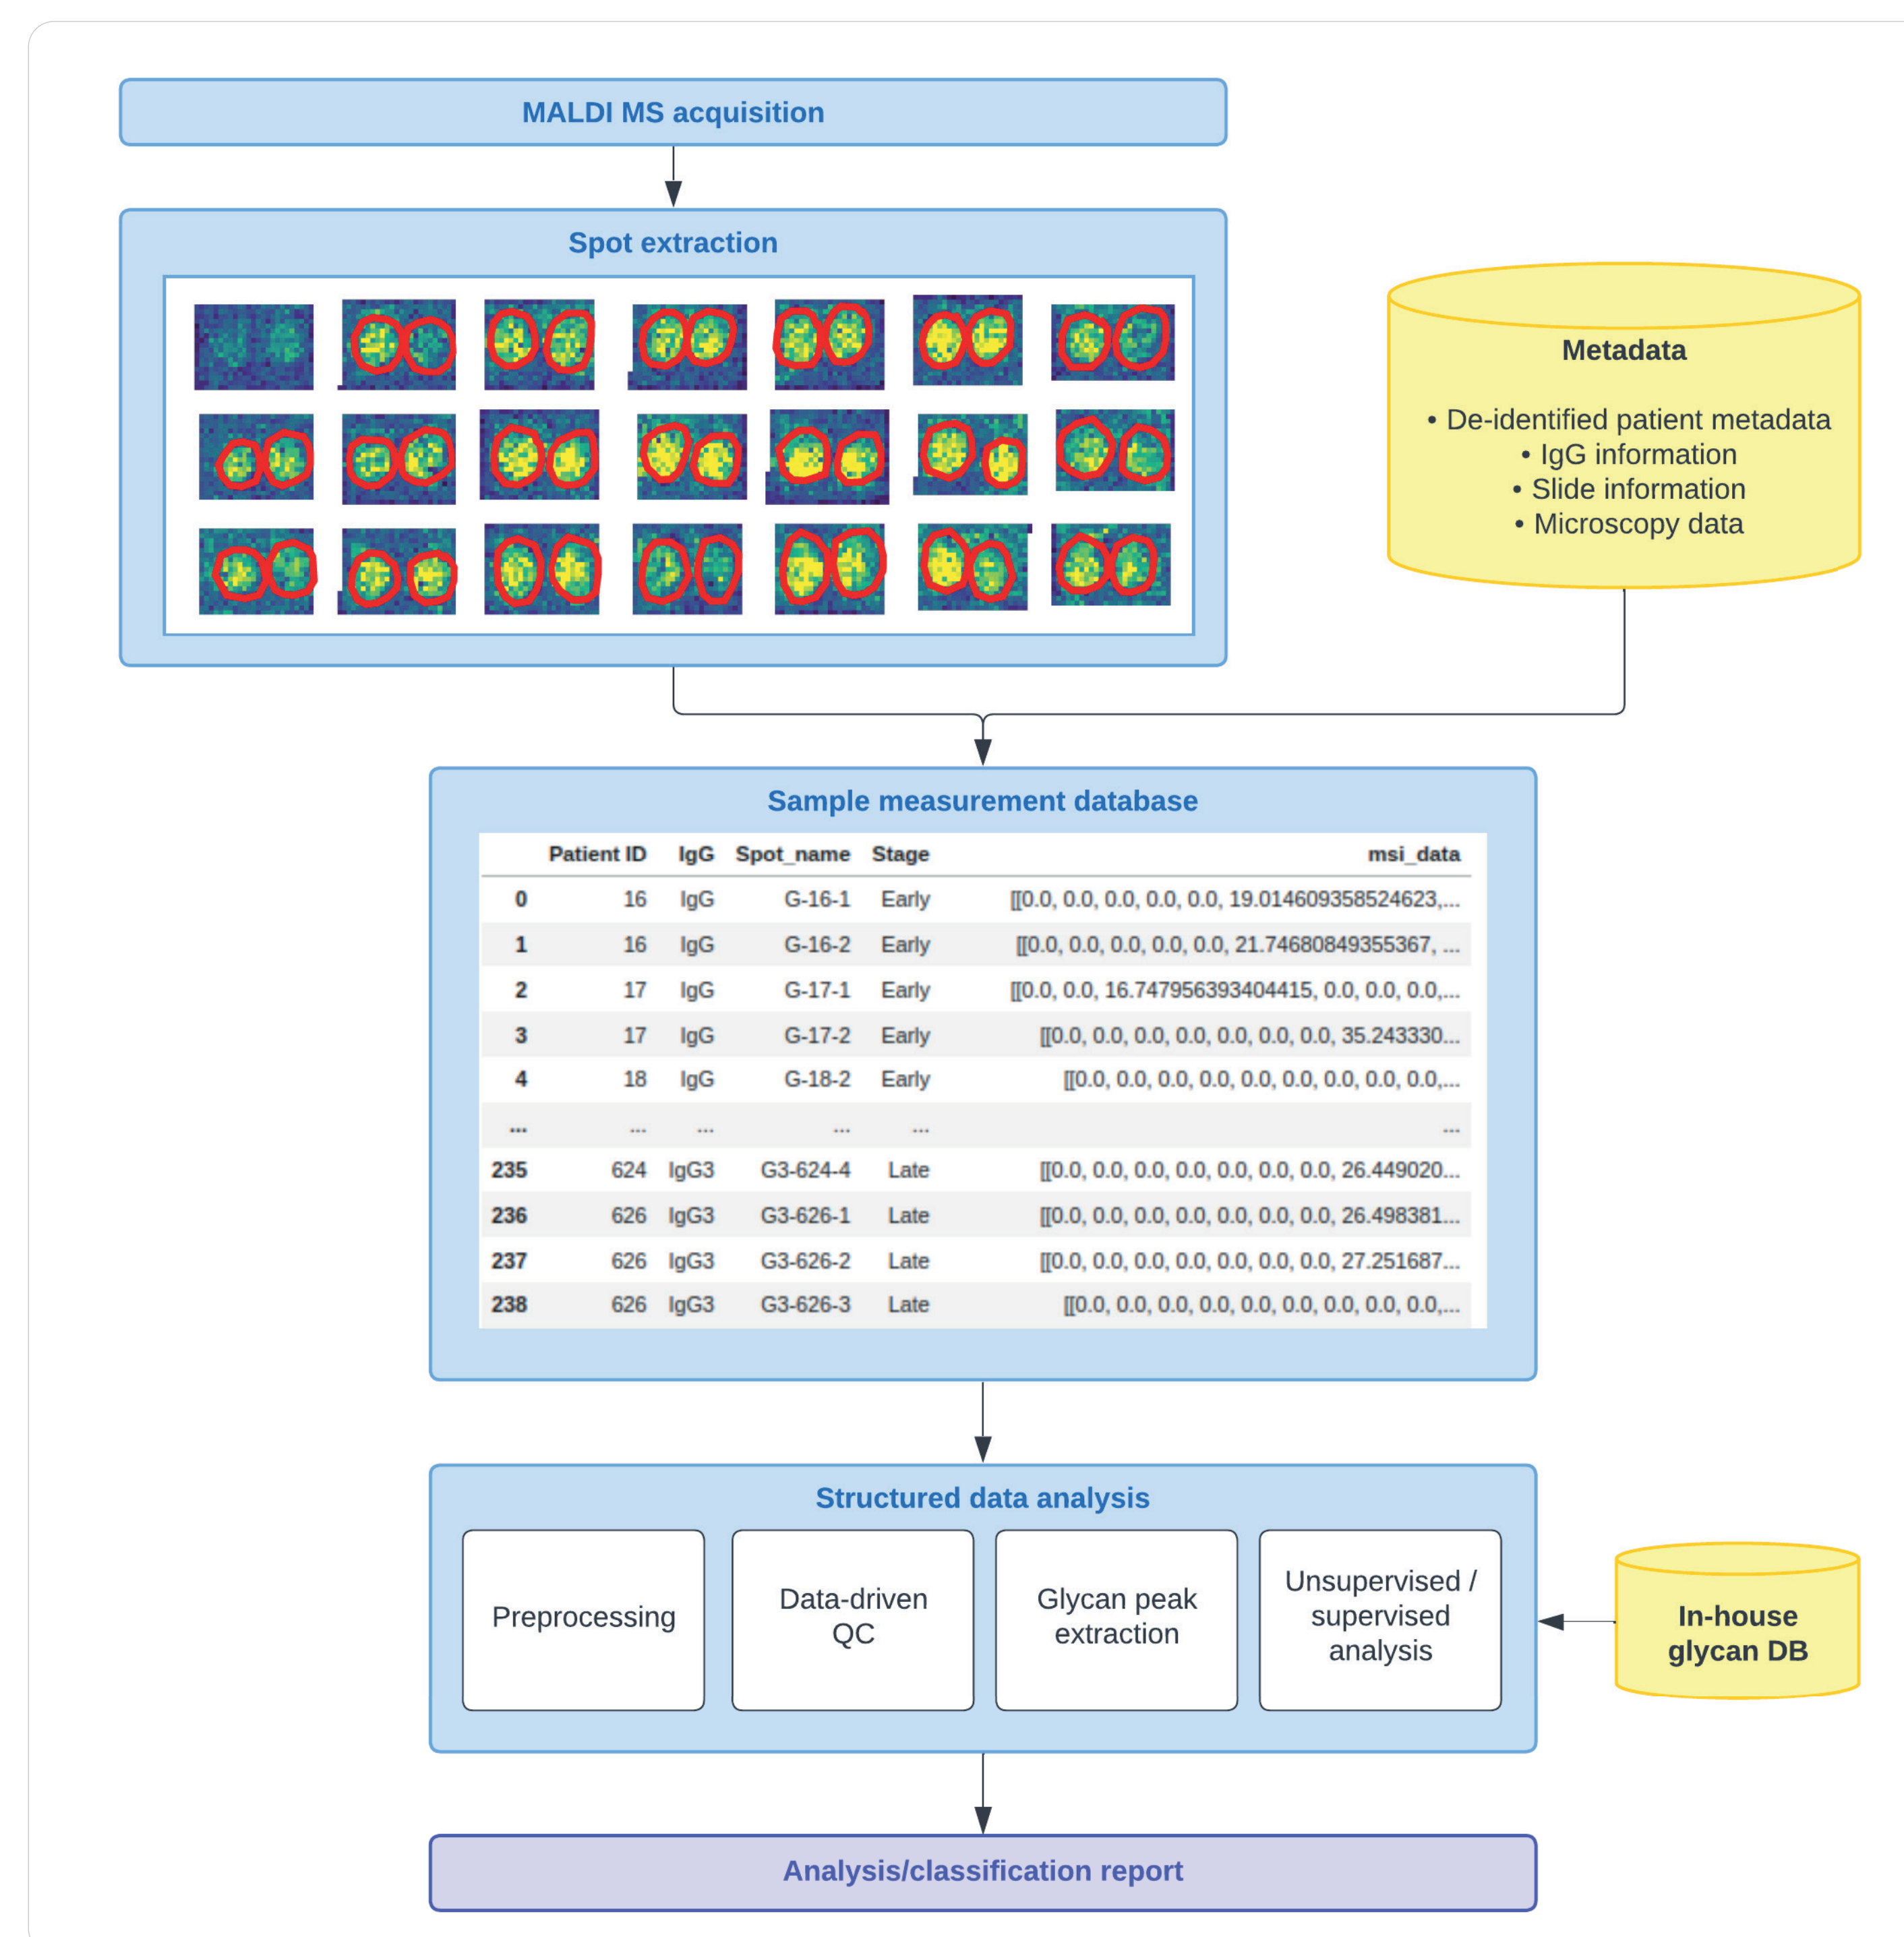 MALDI MS acquisition
Spot extraction
Metadata
• De-identified patient metadata
• IgG information
• Slide information
• Microscopy data
Sample measurement database
Patient ID IgG Spot_name Stage msi_data
0 16 IgG G-16-1 Early [[0.0, 0.0, 0.0, 0.0, 0.0, 19.014609358524623,...
1 16 IgG G-16-2 Early [[0.0, 0.0, 0.0, 0.0, 0.0, 21.74680849355367, ...
2 17 IgG G-17-1 Early [[0.0, 0.0, 16.747956393404415, 0.0, 0.0, 0.0,...
3 17 IgG G-17-2 Early [[0.0, 0.0, 0.0, 0.0, 0.0, 0.0, 0.0, 35.243330...
4 18 IgG G-18-2 Early [[0.0, 0.0, 0.0, 0.0, 0.0, 0.0, 0.0, 0.0, 0.0,...
... ... ... ... ... ...
235 624 IgG3 G3-624-4 Late [[0.0, 0.0, 0.0, 0.0, 0.0, 0.0, 0.0, 26.449020...
236 626 IgG3 G3-626-1 Late [[0.0, 0.0, 0.0, 0.0, 0.0, 0.0, 0.0, 26.498381...
237 626 IgG3 G3-626-2 Late [[0.0, 0.0, 0.0, 0.0, 0.0, 0.0, 0.0, 27.251687...
238 626 IgG3 G3-626-3 Late [[0.0, 0.0, 0.0, 0.0, 0.0, 0.0, 0.0, 0.0, 0.0,...
Structured data analysis
Preprocessing
Data-driven
QC
Glycan peak
extraction
Unsupervised /
supervised
analysis
In-house
glycan DB
Analysis/classification report